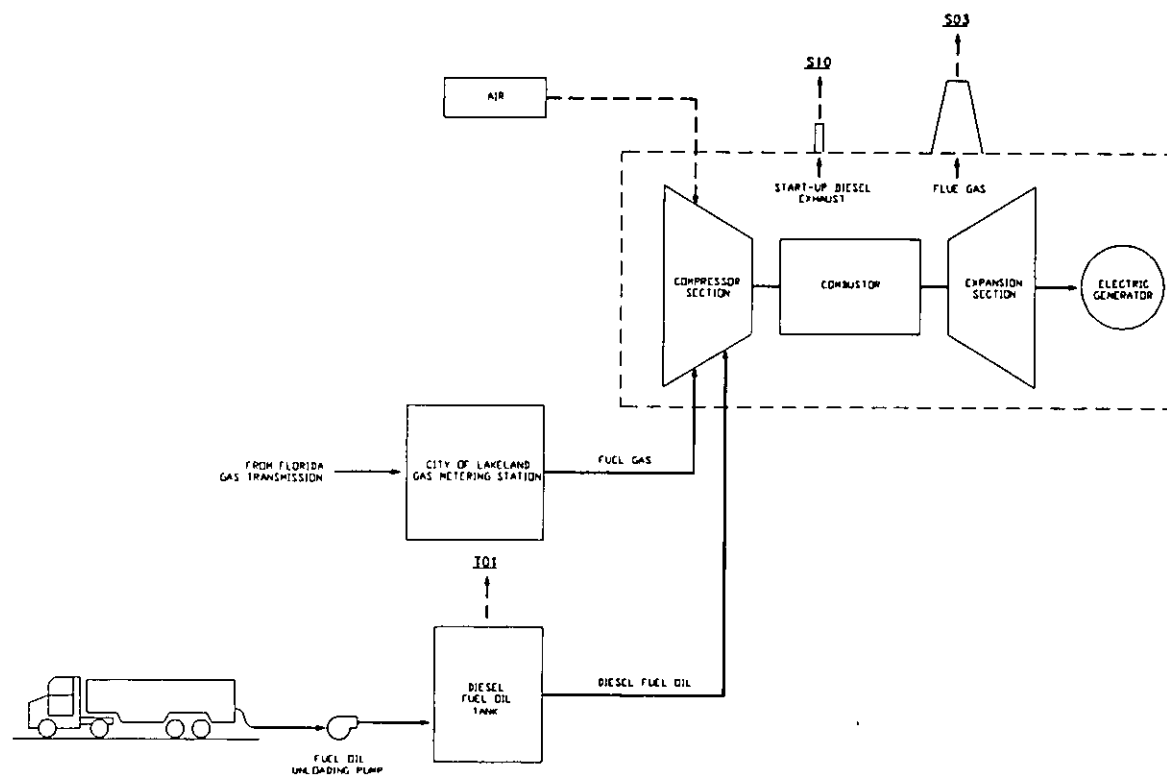 S03
S10
AIR
START-UP DIESEL
EXHAUST
FLUE GAS
COMPRESSOR
SECTION
COMBUSTOR
EXPANSION
SECTION
ELECTRIC
GENERATOR
FROM FLORIDA
GAS TRANSMISSION
CITY OF LAKELAND
GAS METERING STATION
FUEL GAS
T01
DIESEL
FUEL OIL
TANK
DIESEL FUEL OIL
FUEL OIL
UNLOADING PUMP